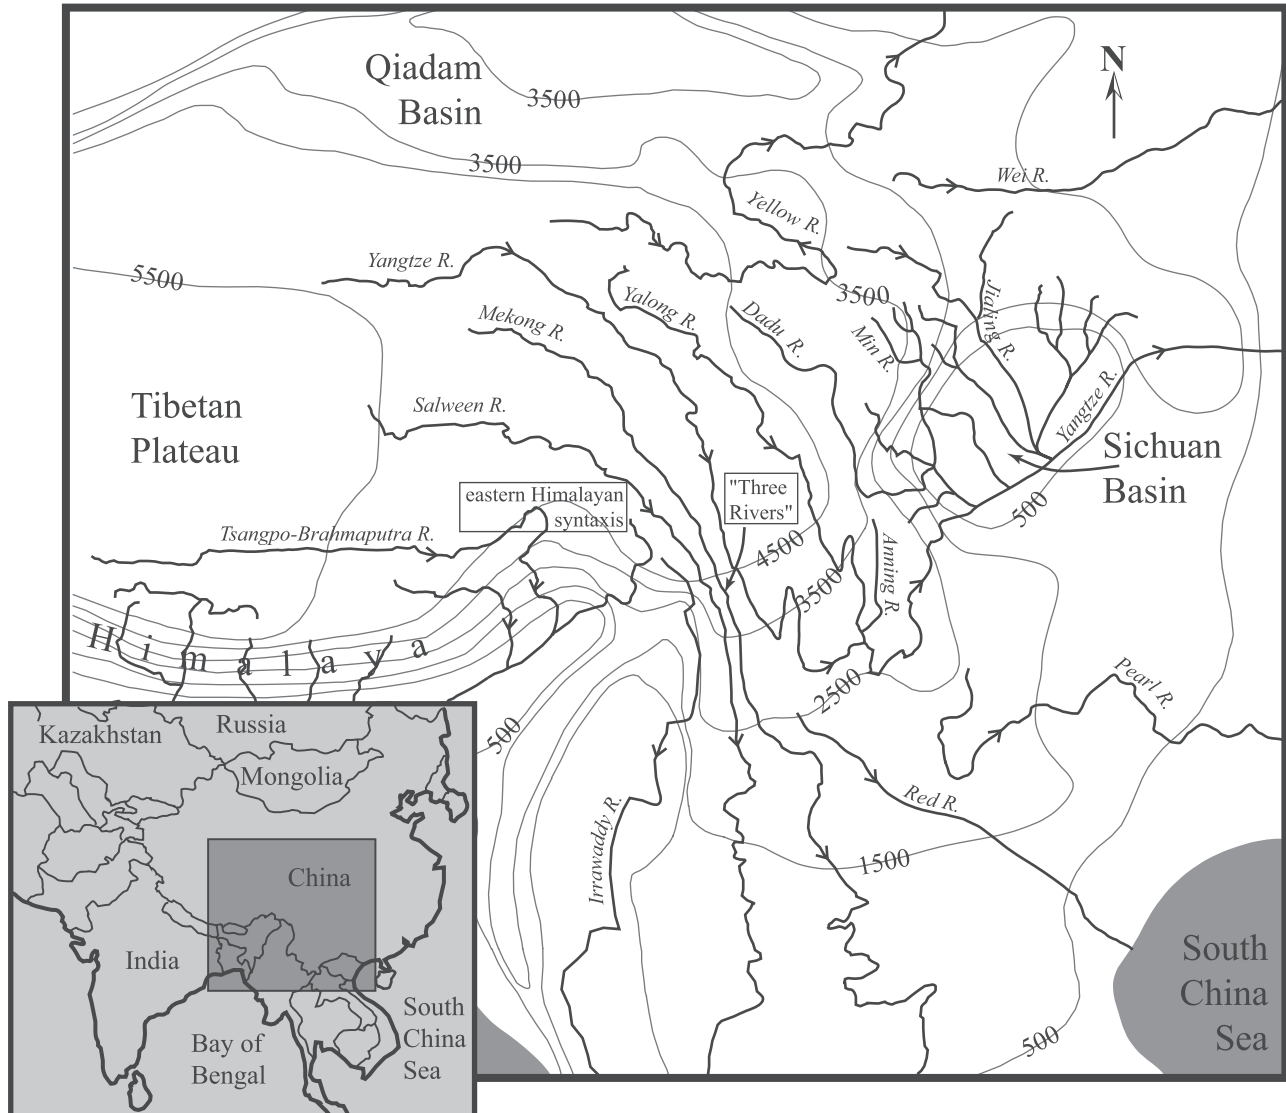 Qiadam
Basin
3500
N
3500
Wei R.
Yellow R.
Yangtze R.
5500
3500
Yalong R.
Jialing R.
Mekong R.
Dadu R.
Min R.
Tibetan
Plateau
Salween R.
Yangtze R.
Sichuan
Basin
eastern Himalayan
syntaxis
"Three
Rivers"
500
Tsangpo-Brahmaputra R.
4500
3500
Anning R.
Himalaya
2500
Pearl R.
500
Red R.
Irrawaddy R.
1500
South
China
Sea
500
Kazakhstan
Russia
Mongolia
China
India
South
China
Sea
Bay of
Bengal